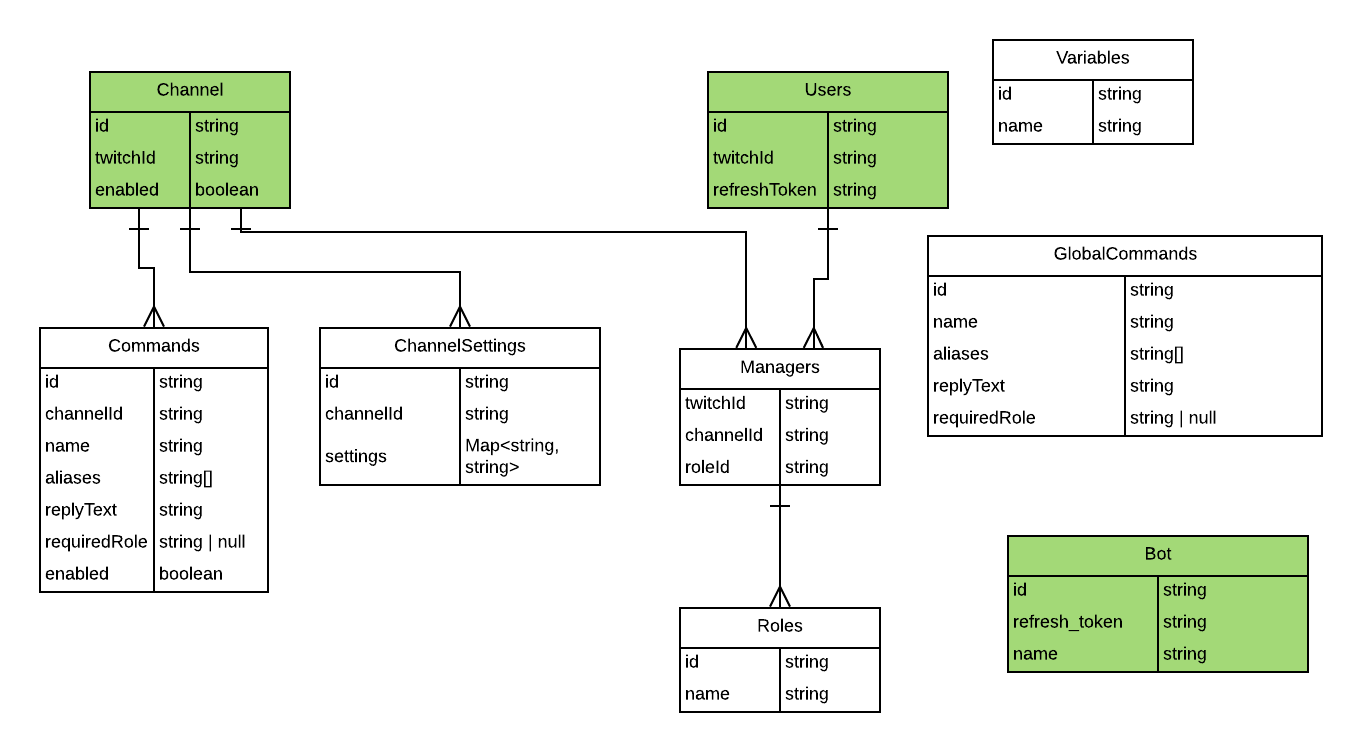 Channel
id string
twitchId string
enabled boolean
Users
id string
twitchId string
refreshToken string
Variables
id string
name string
GlobalCommands
id string
name string
aliases string[]
replyText string
requiredRole string | null
Commands
id string
channelId string
name string
aliases string[]
replyText string
requiredRole string | null
enabled boolean
ChannelSettings
id string
channelId string
settings Map<string,
string>
Managers
twitchId string
channelId string
roleId string
Roles
id string
name string
Bot
id string
refresh_token string
name string